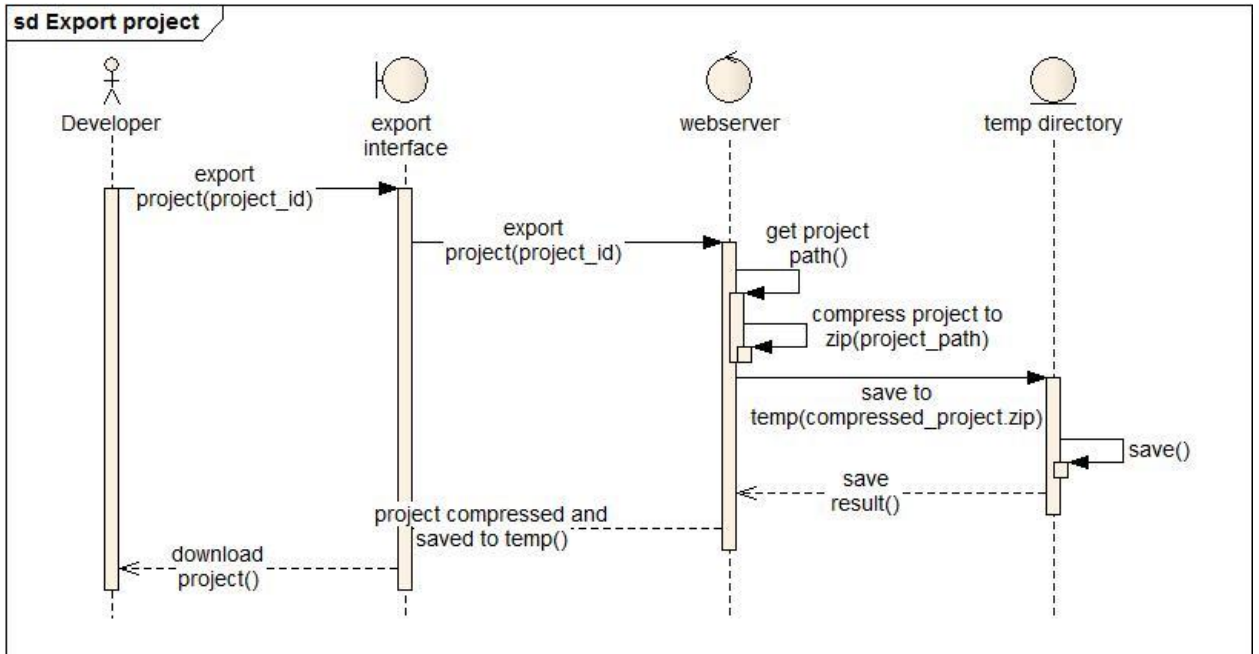 sd Export project
Developer
export
interface
webserver
temp directory
export
project(project_id)
export
project(project_id)
get project
path()
compress project to
zip(project_path)
save to
temp(compressed_project.zip)
save()
save
result()
project compressed and
saved to temp()
download
project()